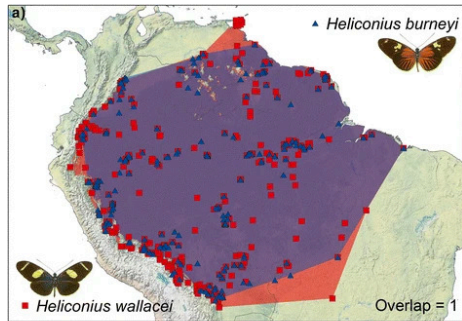 a)
Heliconius burneyi
Heliconius wallacei
Overlap = 1